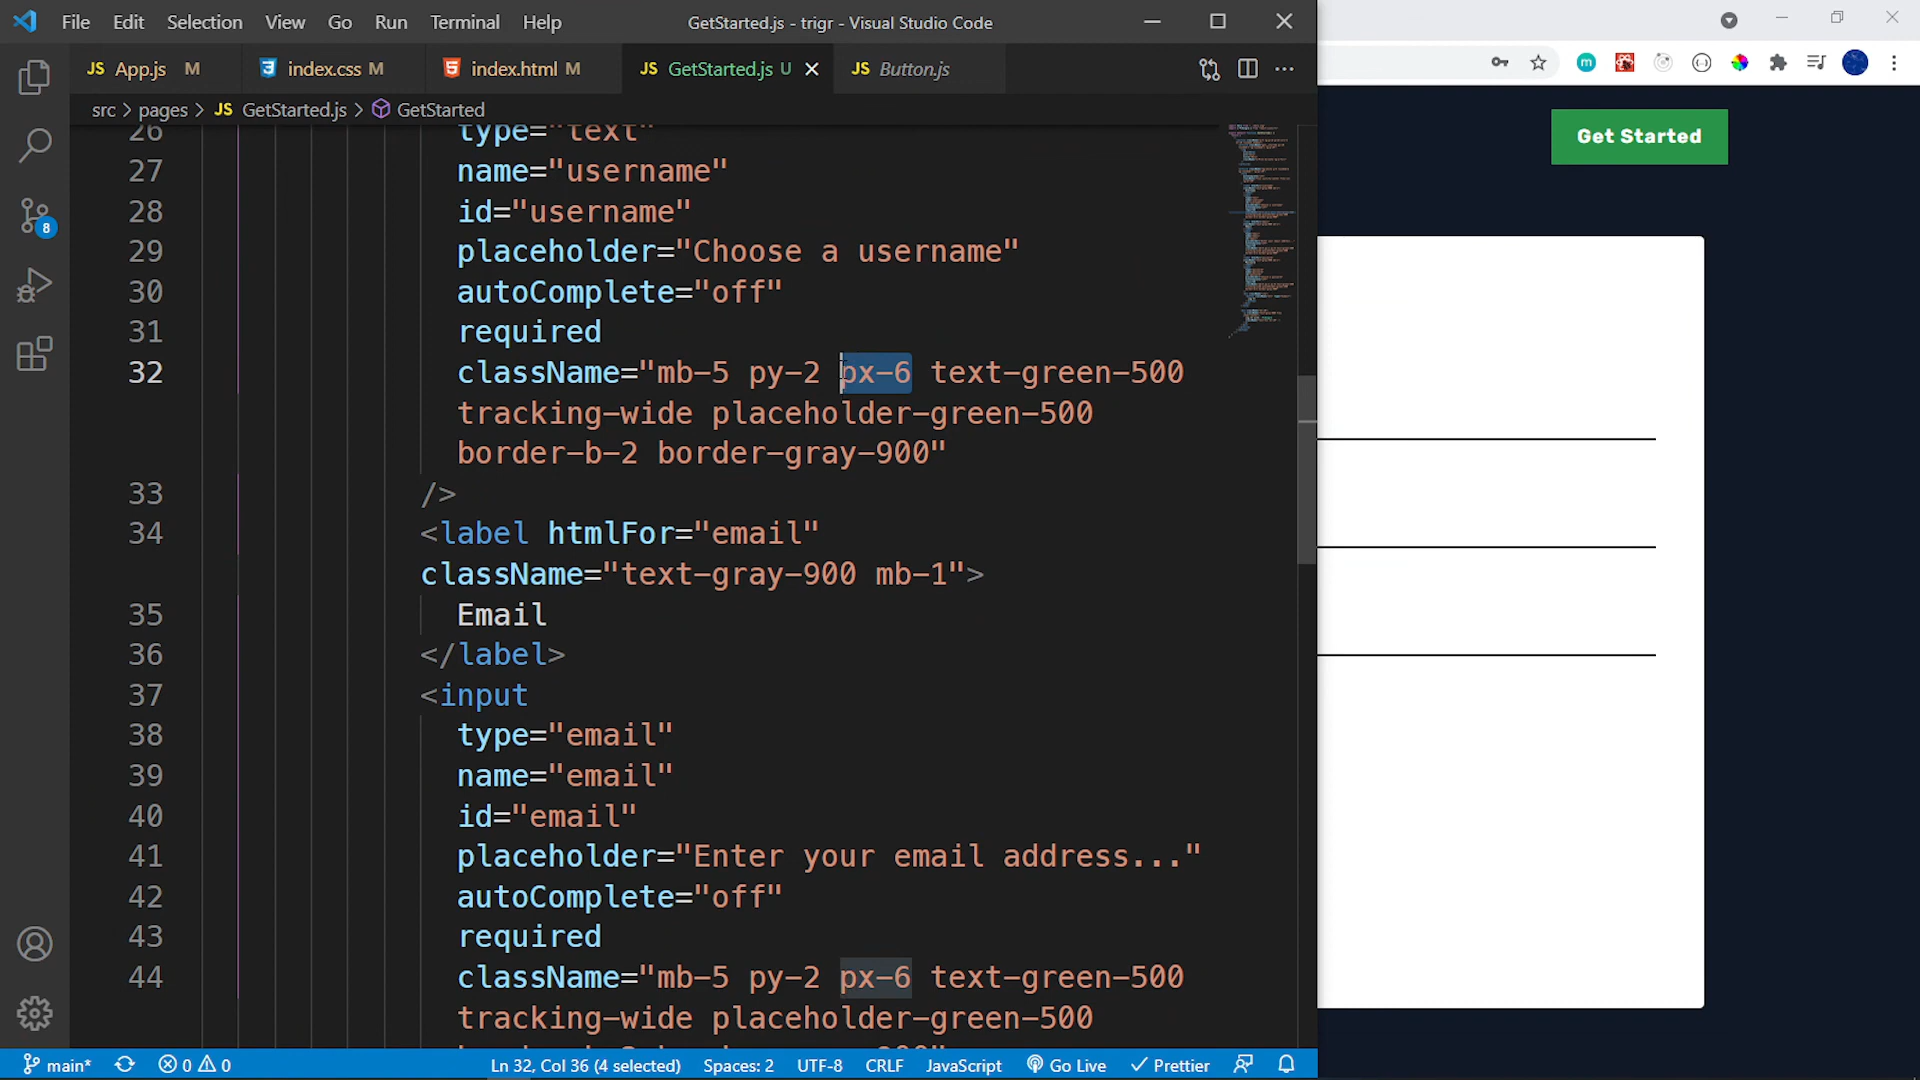 File Edit Selection View Go Run Terminal Help GetStarted.js - trigr - Visual Studio Code
JS App.js M index.css M index.html M JS GetStarted.js U JS Button.js
src > pages > JS GetStarted.js > GetStarted
Get Started
26 type="text"
27 name="username"
28 id="username"
29 placeholder="Choose a username"
30 autoComplete="off"
31 required
32 className="mb-5 py-2 px-6 text-green-500
tracking-wide placeholder-green-500
border-b-2 border-gray-900"
33 />
34 <label htmlFor="email"
className="text-gray-900 mb-1">
35 Email
36 </label>
37 <input
38 type="email"
39 name="email"
40 id="email"
41 placeholder="Enter your email address..."
42 autoComplete="off"
43 required
44 className="mb-5 py-2 px-6 text-green-500
tracking-wide placeholder-green-500
8
main* 0 0 Ln 32, Col 36 (4 selected) Spaces: 2 UTF-8 CRLF JavaScript Go Live Prettier